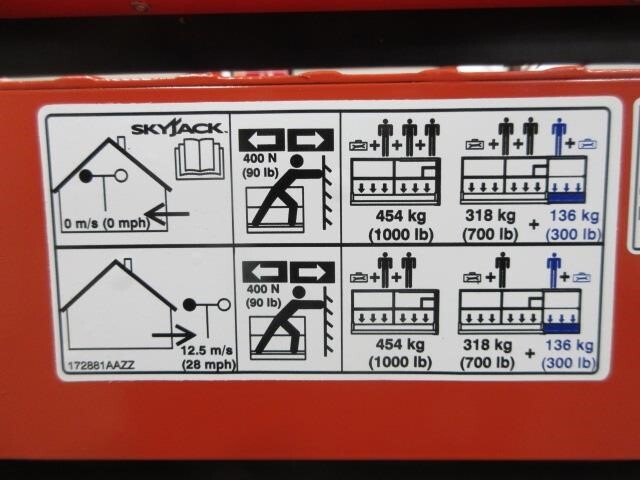 SKYJACK™
0 m/s (0 mph)
400 N
(90 lb)
454 kg
(1000 lb)
318 kg
(700 lb)
+
136 kg
(300 lb)
12.5 m/s
(28 mph)
172881AAZZ
400 N
(90 lb)
454 kg
(1000 lb)
318 kg
(700 lb)
+
136 kg
(300 lb)